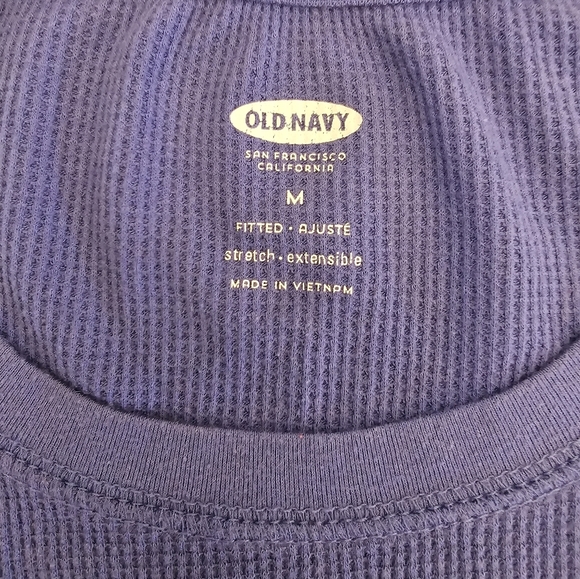 OLD NAVY
SAN FRANCISCO
CALIFORNIA
M
FITTED • AJUSTÉ
stretch • extensible
MADE IN VIETNAM